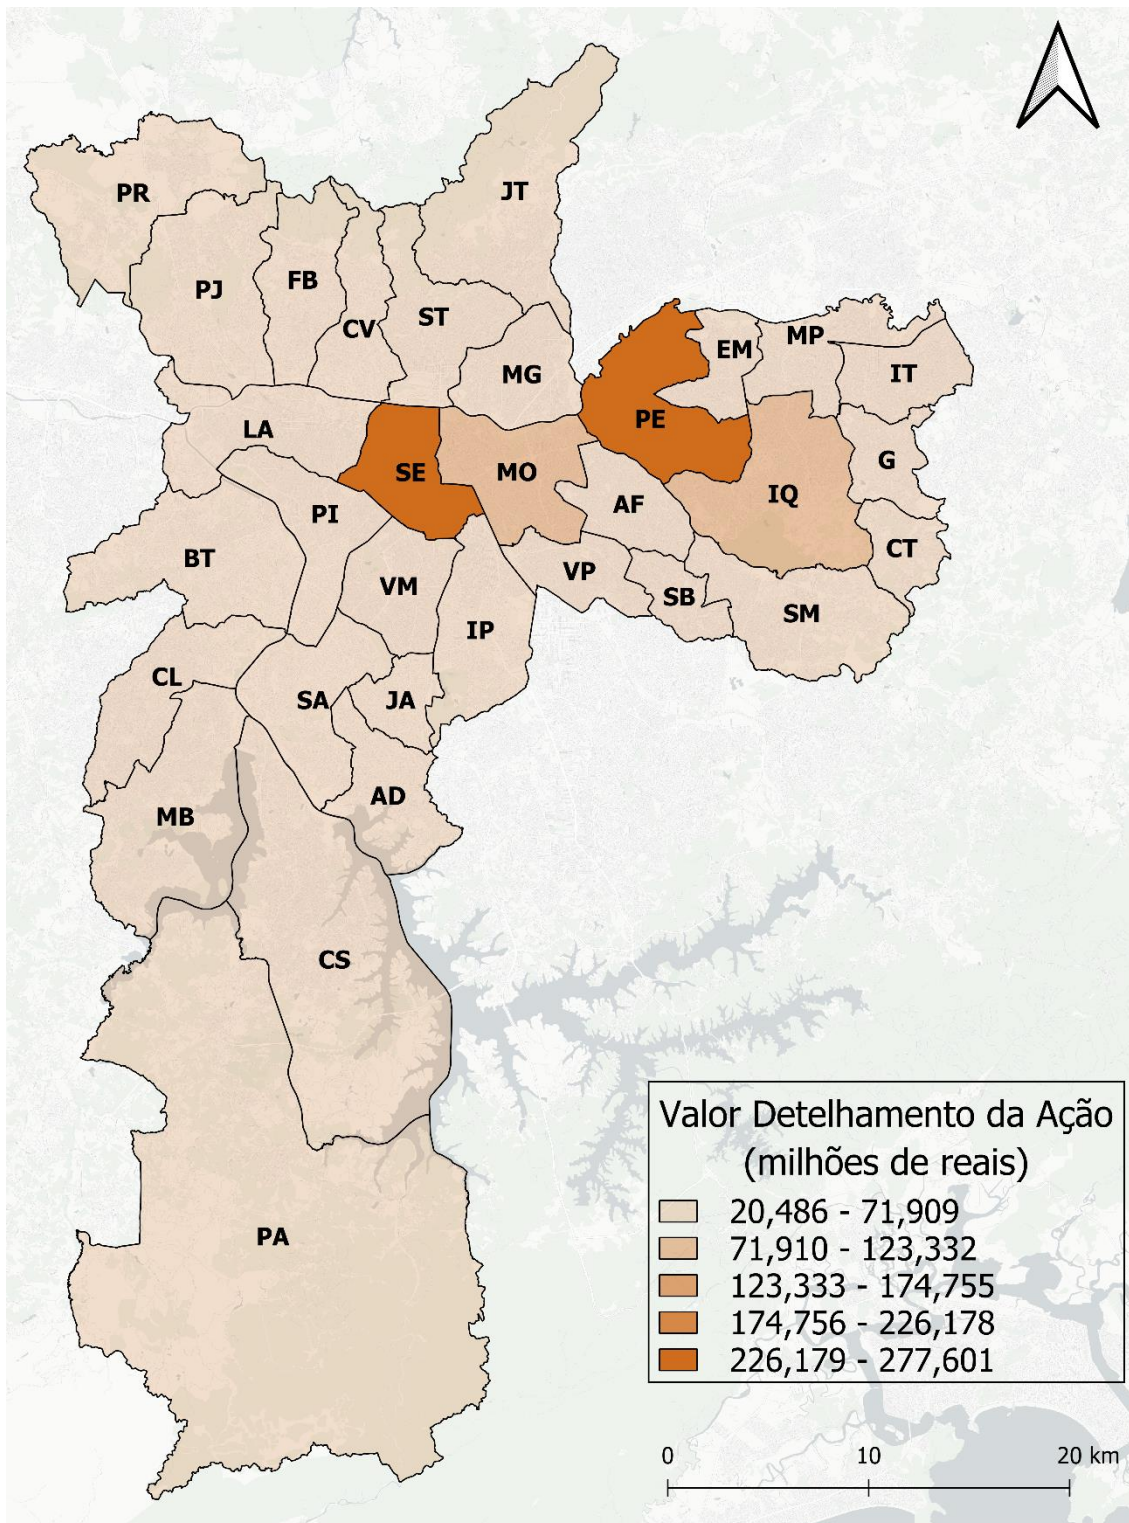 JT
PR
FB
PJ
ST
CV
MP
EM
IT
MG
PE
LA
G
SE
MO
IQ
AF
PI
CT
BT
VP
VM
SB
SM
IP
CL
SA
JA
AD
MB
CS
PA
Valor Detelhamento da Ação
(milhões de reais)
20,486 - 71,909
71,910 - 123,332
123,333 - 174,755
174,756 - 226,178
226,179 - 277,601
0 10 20 km